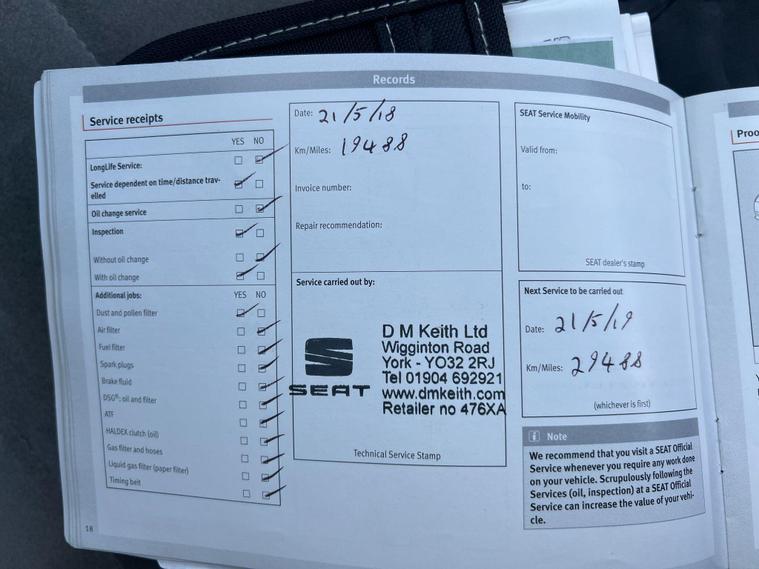 Records
Service receipts
YES NO
LongLife Service:
Service dependent on time/distance trav-
elled
Oil change service
Inspection
Without oil change
With oil change
Additional jobs: YES NO
Dust and pollen filter
Air filter
Fuel filter
Spark plugs
Brake fluid
DSG®: oil and filter
ATF
HALDEX clutch (oil)
Gas filter and hoses
Liquid gas filter (paper filter)
Timing belt
18
Date: 21/5/18
Km/Miles: 19488
Invoice number:
Repair recommendation:
Service carried out by:
SEAT
D M Keith Ltd
Wigginton Road
York - YO32 2RJ
Tel 01904 692921
www.dmkeith.com
Retailer no 476XA
Technical Service Stamp
SEAT Service Mobility
Valid from:
to:
SEAT dealer's stamp
Next Service to be carried out
Date: 21/5/19
Km/Miles: 29488
(whichever is first)
i Note
We recommend that you visit a SEAT Official
Service whenever you require any work done
on your vehicle. Scrupulously following the
Services (oil, inspection) at a SEAT Official
Service can increase the value of your vehi-
cle.
Proo